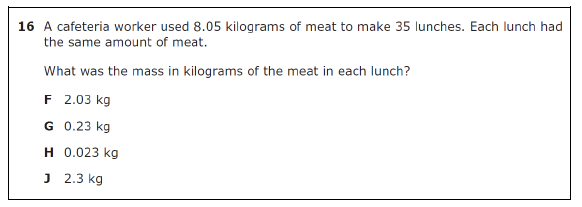 16 A cafeteria worker used 8.05 kilograms of meat to make 35 lunches. Each lunch had
the same amount of meat.
What was the mass in kilograms of the meat in each lunch?
F 2.03 kg
G 0.23 kg
H 0.023 kg
J 2.3 kg